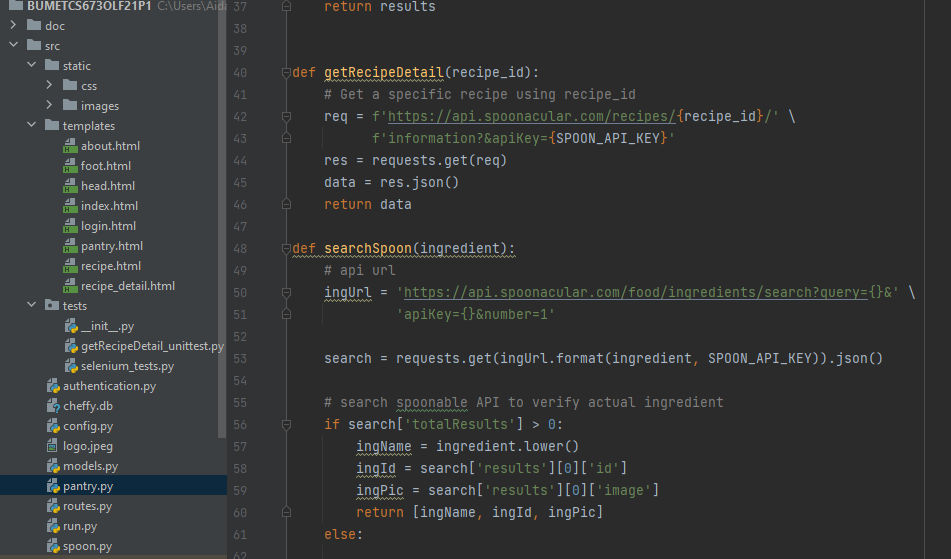 BUMETCS673OLF21P1 C:\Users\Aida
doc
src
static
css
images
templates
about.html
foot.html
head.html
index.html
login.html
pantry.html
recipe.html
recipe_detail.html
tests
__init__.py
getRecipeDetail_unittest.py
selenium_tests.py
authentication.py
cheffy.db
config.py
logo.jpeg
models.py
pantry.py
routes.py
run.py
spoon.py
37 return results
38
39
40 def getRecipeDetail(recipe_id):
41 # Get a specific recipe using recipe_id
42 req = f'https://api.spoonacular.com/recipes/{recipe_id}/' \
43 f'information?&apiKey={SPOON_API_KEY}'
44 res = requests.get(req)
45 data = res.json()
46 return data
47
48 def searchSpoon(ingredient):
49 # api url
50 ingUrl = 'https://api.spoonacular.com/food/ingredients/search?query={}&' \
51 'apiKey={}&number=1'
52
53 search = requests.get(ingUrl.format(ingredient, SPOON_API_KEY)).json()
54
55 # search spoonable API to verify actual ingredient
56 if search['totalResults'] > 0:
57 ingName = ingredient.lower()
58 ingId = search['results'][0]['id']
59 ingPic = search['results'][0]['image']
60 return [ingName, ingId, ingPic]
61 else:
62